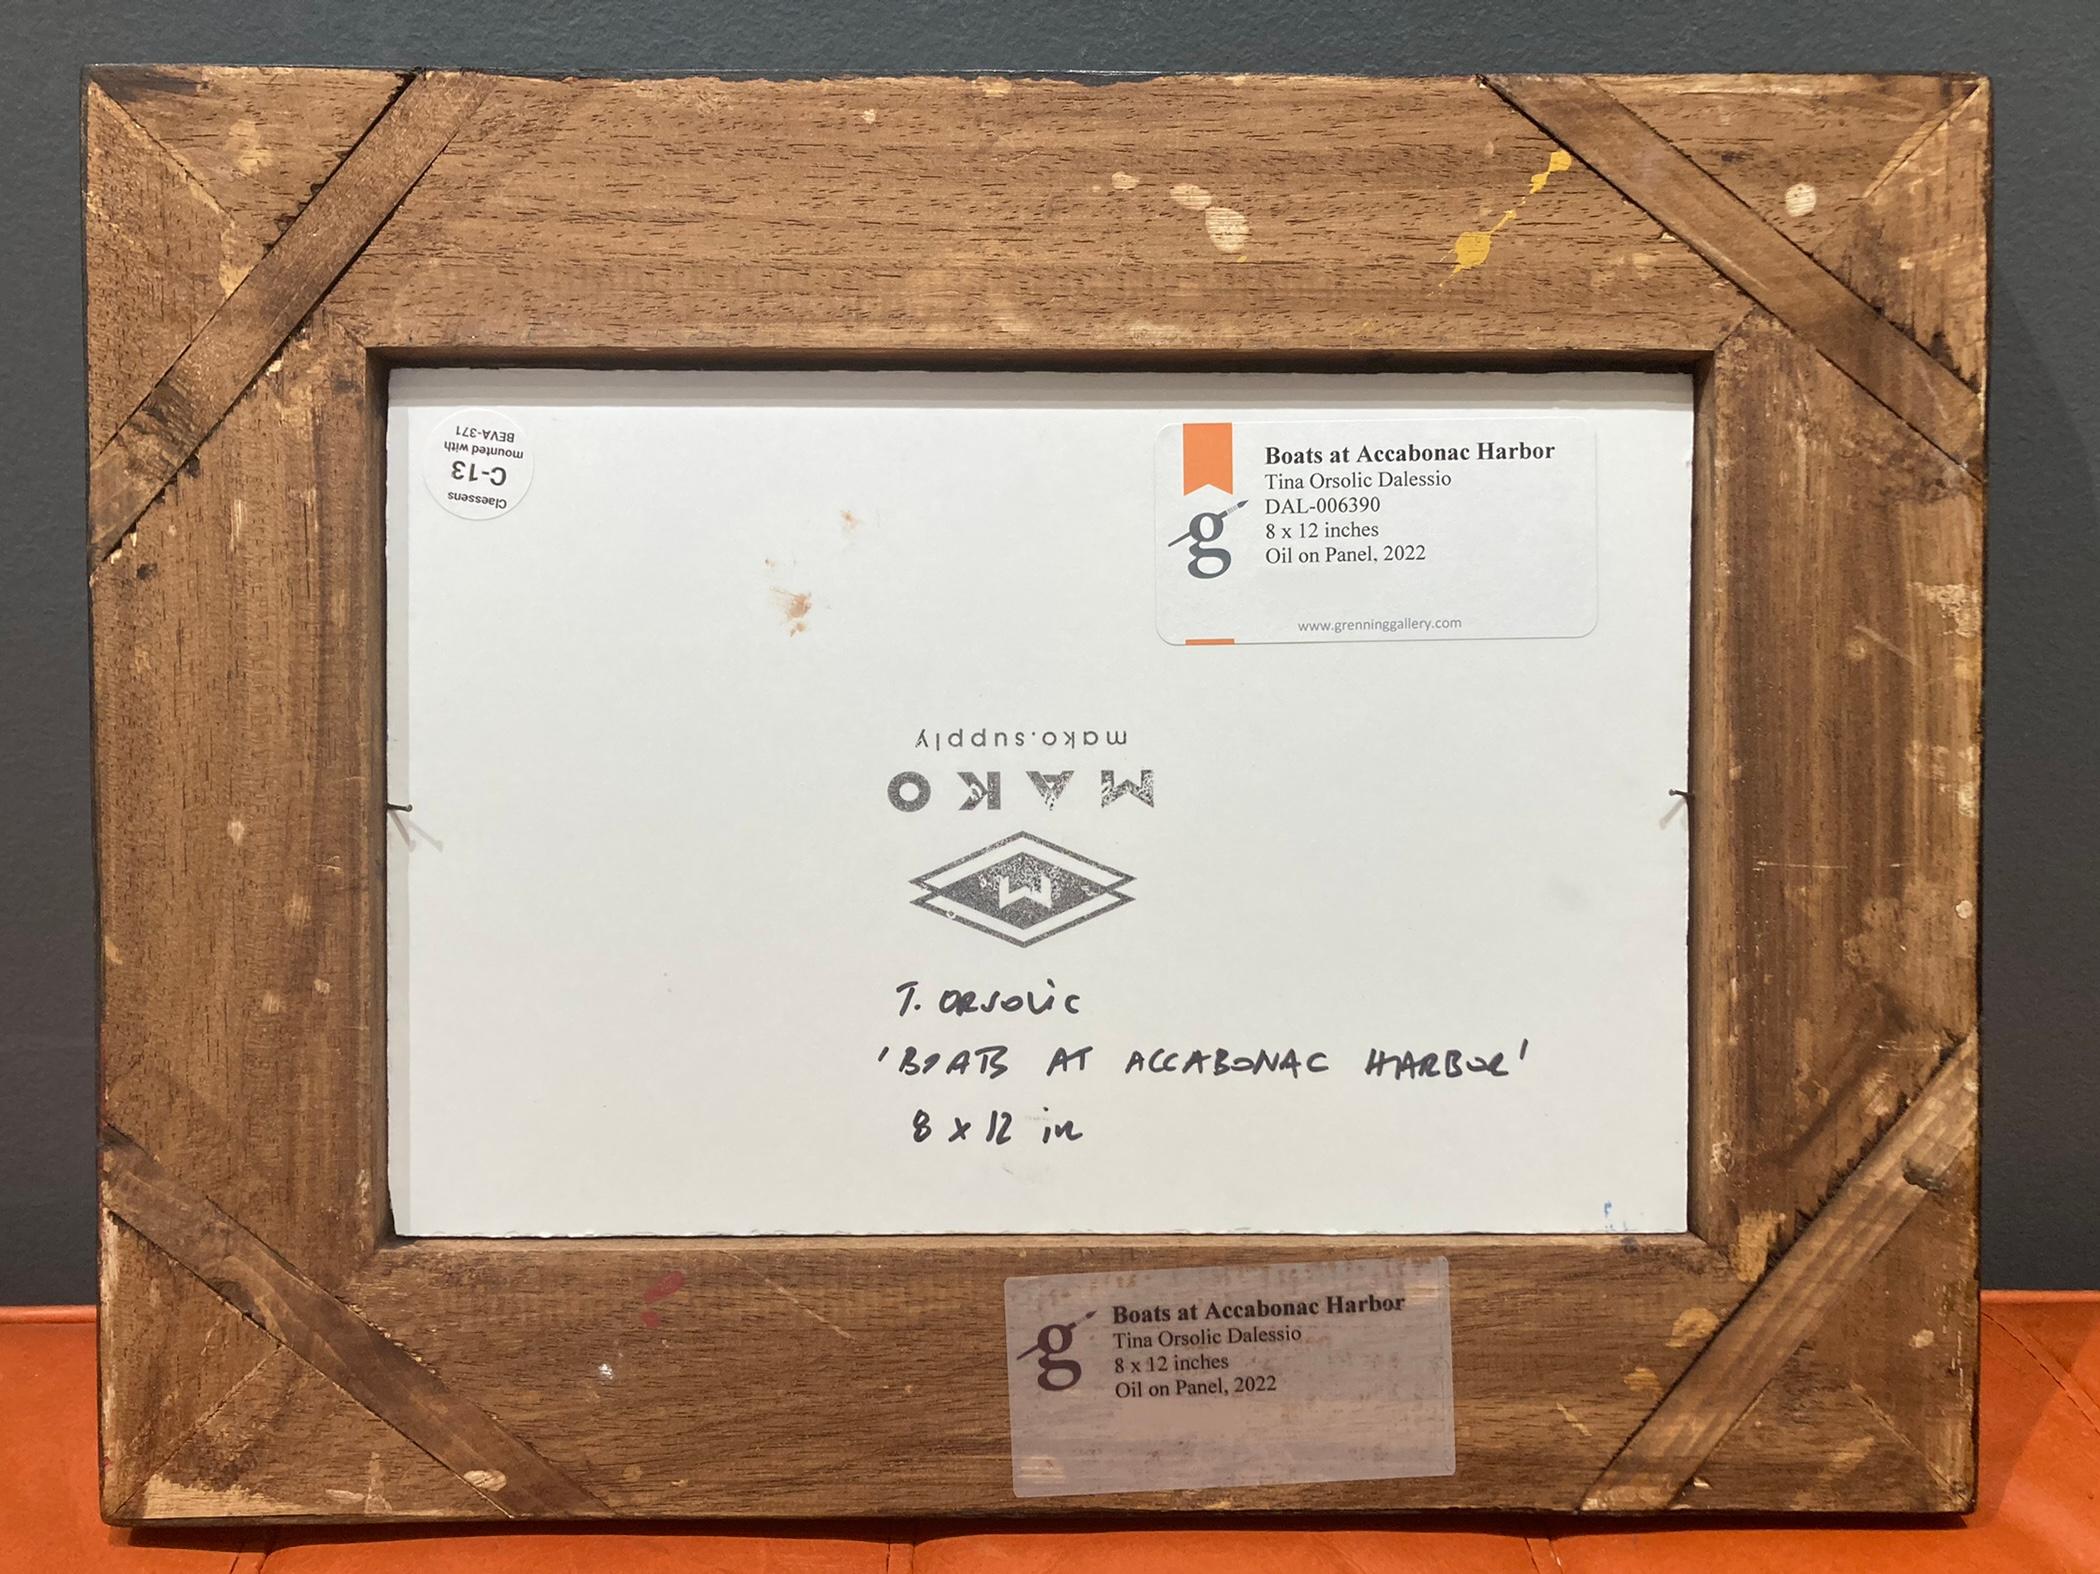 Claessens
C-13
mounted with
BEVA-371
Boats at Accabonac Harbor
Tina Orsolic Dalessio
DAL-006390
8 x 12 inches
Oil on Panel, 2022
g
www.grenninggallery.com
M
MAKO
mako.supply
T. ORSOLIC
'BOATS AT ACCABONAC HARBOR'
8 x 12 in
g
Boats at Accabonac Harbor
Tina Orsolic Dalessio
8 x 12 inches
Oil on Panel, 2022